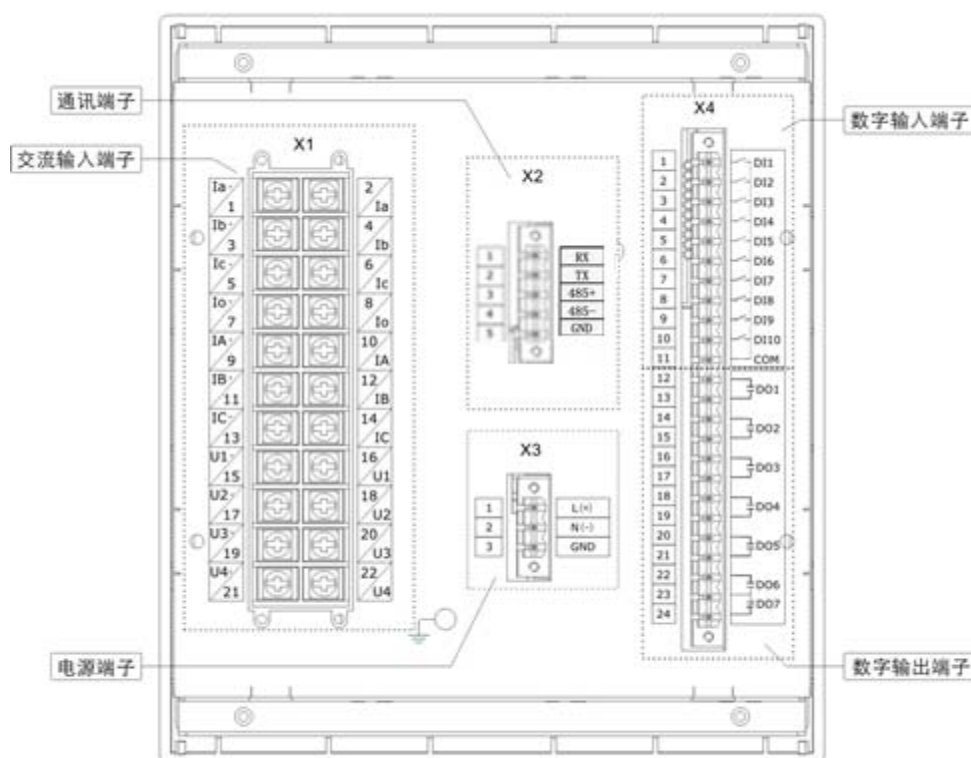 通讯端子
交流输入端子
数字输入端子
X1
Ia· 1 2 Ia
Ib· 3 4 Ib
Ic· 5 6 Ic
Io· 7 8 Io
IA· 9 10 IA
IB· 11 12 IB
IC· 13 14 IC
U1· 15 16 U1
U2· 17 18 U2
U3· 19 20 U3
U4· 21 22 U4
X2
1 RX
2 TX
3 485+
4 485-
5 GND
X3
1 L(+)
2 N(-)
3 GND
X4
1 DI1
2 DI2
3 DI3
4 DI4
5 DI5
6 DI6
7 DI7
8 DI8
9 DI9
10 DI10
11 COM
12
13
DO1
14
15
DO2
16
17
DO3
18
19
DO4
20
21
DO5
22
23
24
DO6
DO7
电源端子
数字输出端子